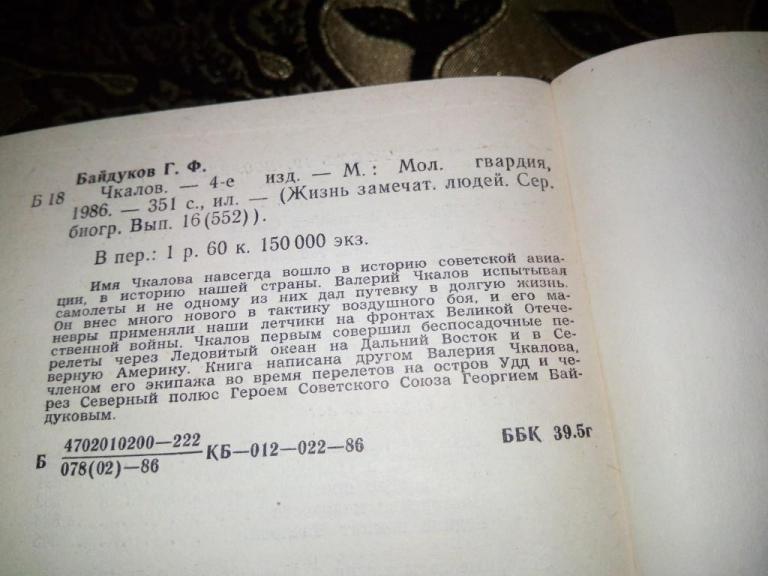 Байдуков Г. Ф.
Б 18 Чкалов. — 4-е изд. — М.: Мол. гвардия,
1986. — 351 с., ил. — (Жизнь замечат. людей. Сер.
биогр. Вып. 16(552)).
В пер.: 1 р. 60 к. 150 000 экз.
Имя Чкалова навсегда вошло в историю советской авиа-
ции, в историю нашей страны. Валерий Чкалов испытывал
самолеты и не одному из них дал путевку в долгую жизнь.
Он внес много нового в тактику воздушного боя, и его ма-
невры применяли наши летчики на фронтах Великой Отече-
ственной войны. Чкалов первым совершил беспосадочные пе-
релеты через Ледовитый океан на Дальний Восток и в Се-
верную Америку. Книга написана другом Валерия Чкалова,
членом его экипажа во время перелетов на остров Удд и че-
рез Северный полюс Героем Советского Союза Георгием Бай-
дуковым.
Б 4702010200—222 КБ—012—022—86 ББК 39.5г
078(02)—86